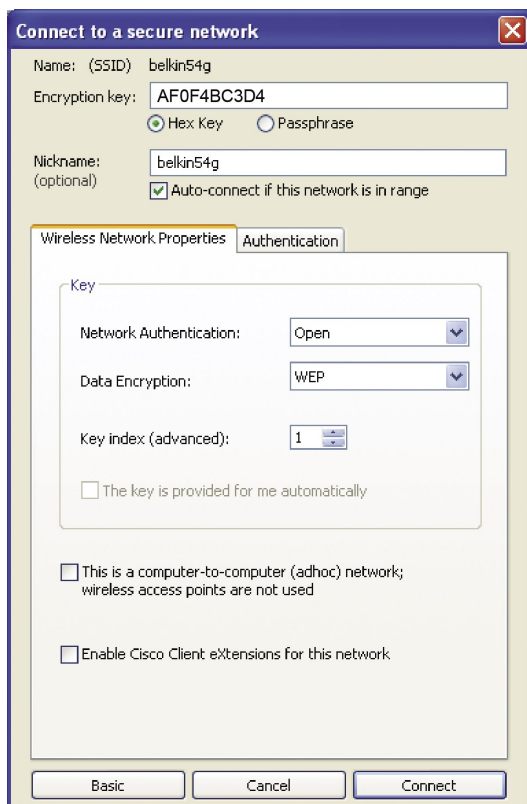 Connect to a secure network
Name: (SSID) belkin54g
Encryption key: AF0F4BC3D4
Hex Key Passphrase
Nickname: belkin54g
(optional)
Auto-connect if this network is in range
Wireless Network Properties Authentication
Key
Network Authentication: Open
Data Encryption: WEP
Key index (advanced): 1
The key is provided for me automatically
This is a computer-to-computer (adhoc) network;
wireless access points are not used
Enable Cisco Client eXtensions for this network
Basic Cancel Connect